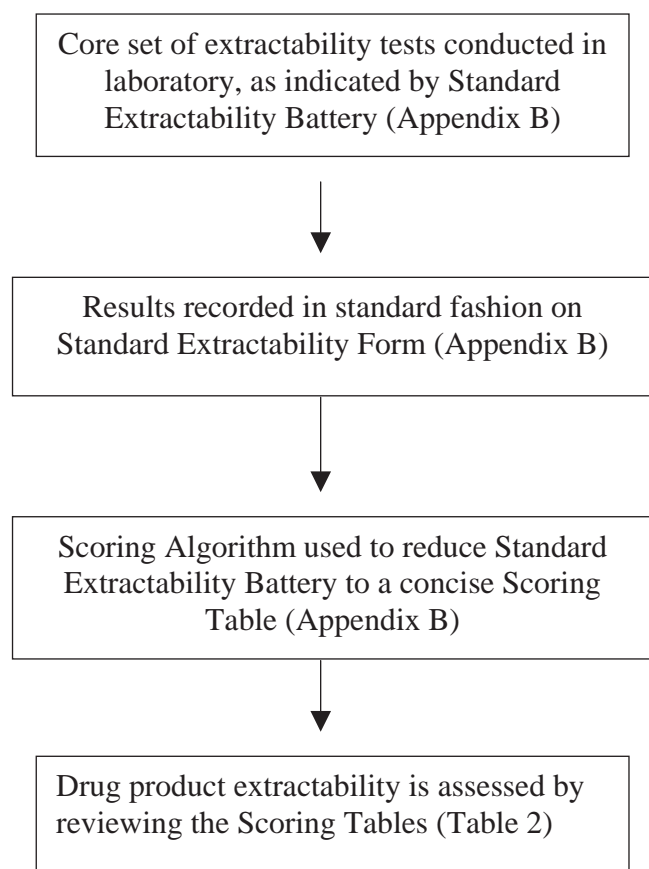 Core set of extractability tests conducted in
laboratory, as indicated by Standard
Extractability Battery (Appendix B)
Results recorded in standard fashion on
Standard Extractability Form (Appendix B)
Scoring Algorithm used to reduce Standard
Extractability Battery to a concise Scoring
Table (Appendix B)
Drug product extractability is assessed by
reviewing the Scoring Tables (Table 2)